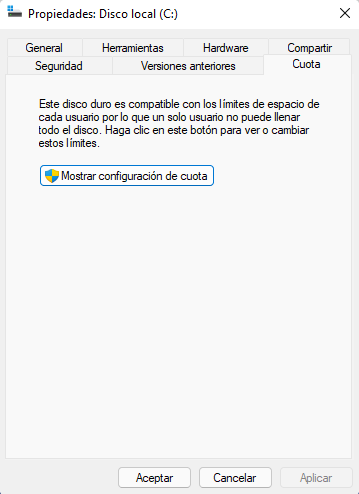 Propiedades: Disco local (C:)
General
Herramientas
Hardware
Compartir
Seguridad
Versiones anteriores
Cuota
Este disco duro es compatible con los límites de espacio de
cada usuario por lo que un solo usuario no puede llenar
todo el disco. Haga clic en este botón para ver o cambiar
estos límites.
Mostrar configuración de cuota
Aceptar
Cancelar
Aplicar